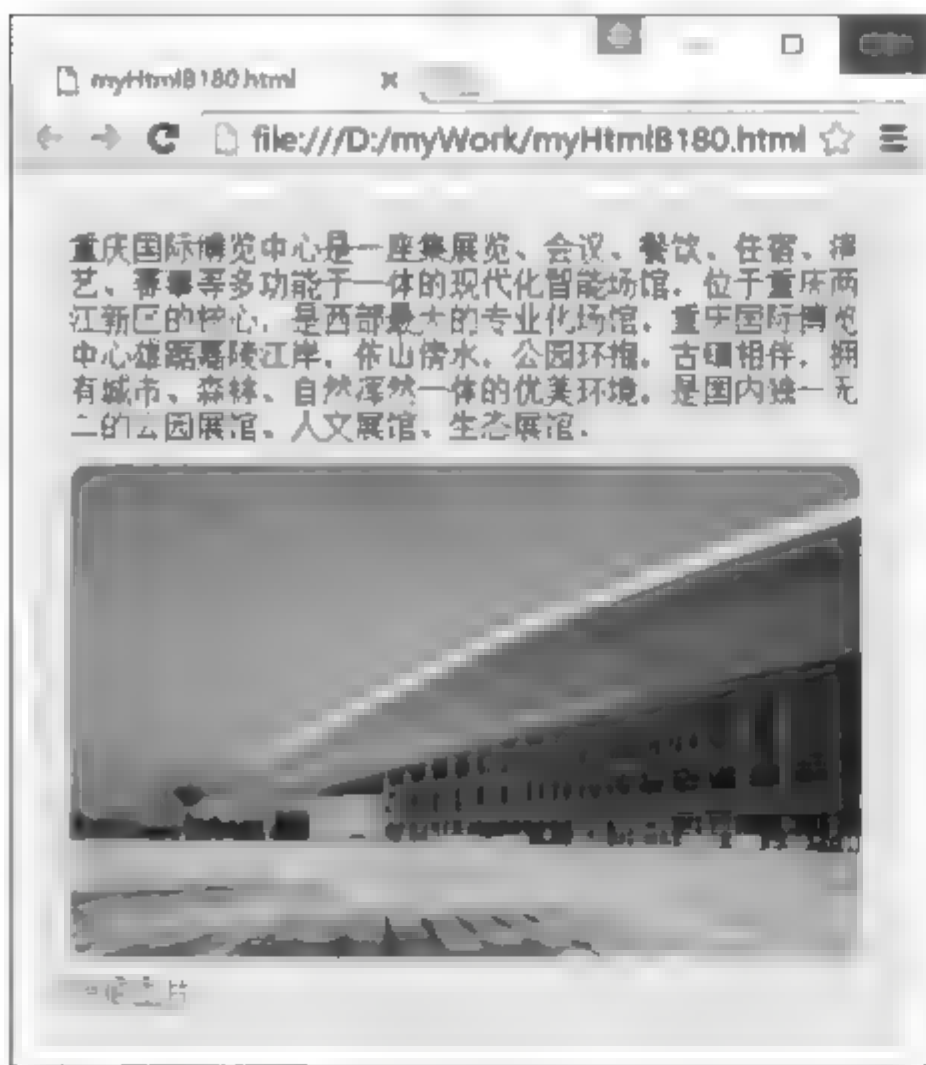 myHtmlB180.html
file:///D:/myWork/myHtmlB180.html
重庆国际博览中心是一座集展览、会议、餐饮、住宿、演
艺、赛事等多功能于一体的现代化智能场馆。位于重庆两
江新区的核心，是西部最大的专业化场馆。重庆国际博览
中心雄踞嘉陵江岸，依山傍水，公园环抱，古镇相伴，拥
有城市、森林、自然浑然一体的优美环境。是国内独一无
二的公园展馆、人文展馆、生态展馆。